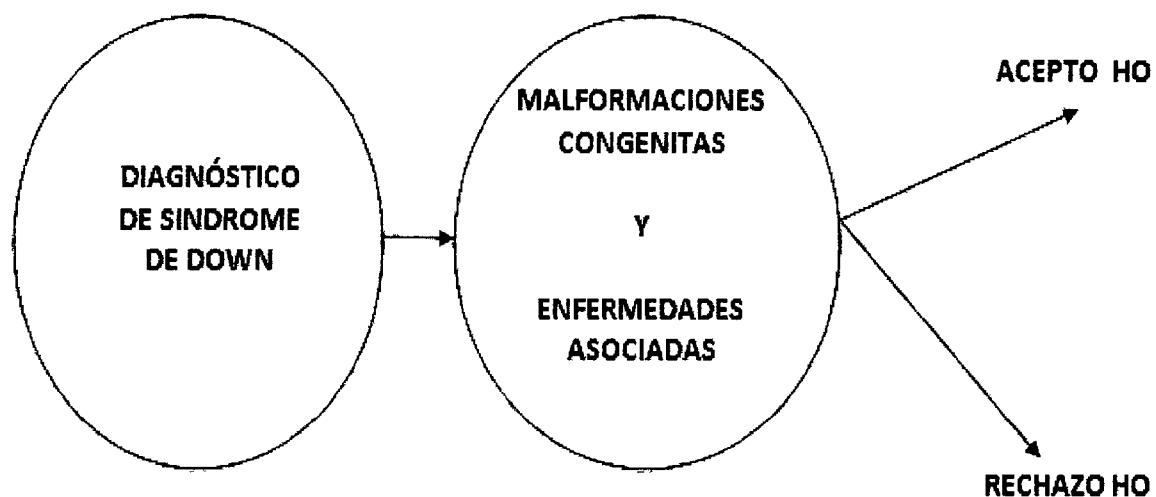 DIAGNÓSTICO
DE SINDROME
DE DOWN
MALFORMACIONES
CONGENITAS
Y
ENFERMEDADES
ASOCIADAS
ACEPTO HO
RECHAZO HO